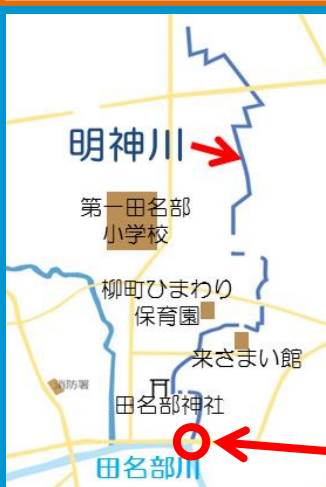 明神川
第一田名部
小学校
柳町ひまわり
保育園
来さまい館
消防署
田名部神社
田名部川